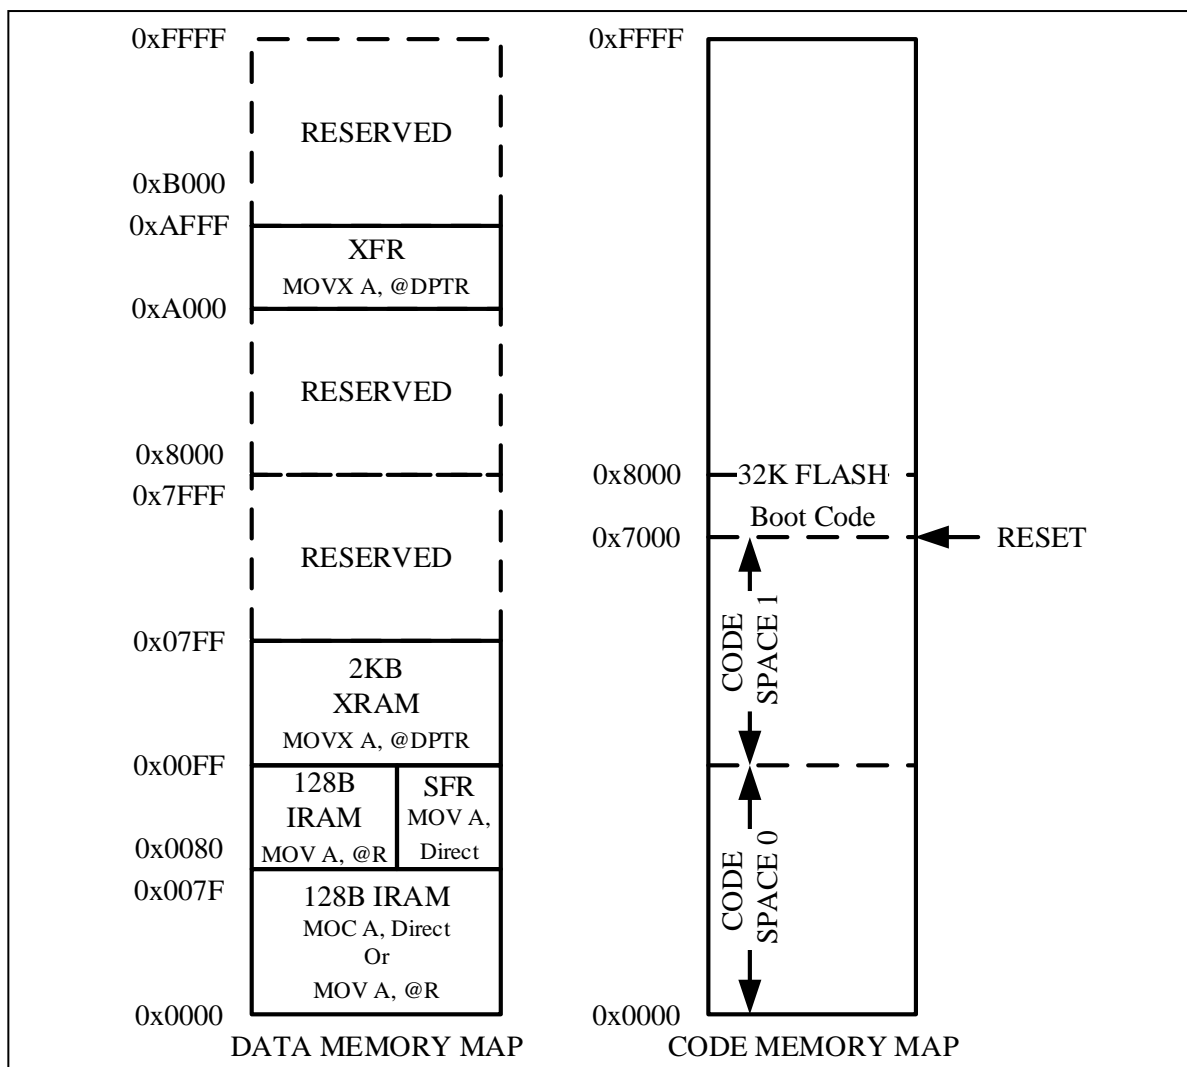 0xFFFF
RESERVED
0xB000
0xAFFF
XFR
MOVX A, @DPTR
0xA000
RESERVED
0x8000
0x7FFF
RESERVED
0x07FF
2KB
XRAM
MOVX A, @DPTR
0x00FF
128B
IRAM
MOV A, @R
SFR
MOV A,
Direct
0x0080
0x007F
128B IRAM
MOC A, Direct
Or
MOV A, @R
0x0000
DATA MEMORY MAP
0xFFFF
0x8000
32K FLASH
Boot Code
0x7000
RESET
CODE
SPACE 1
CODE
SPACE 0
0x0000
CODE MEMORY MAP